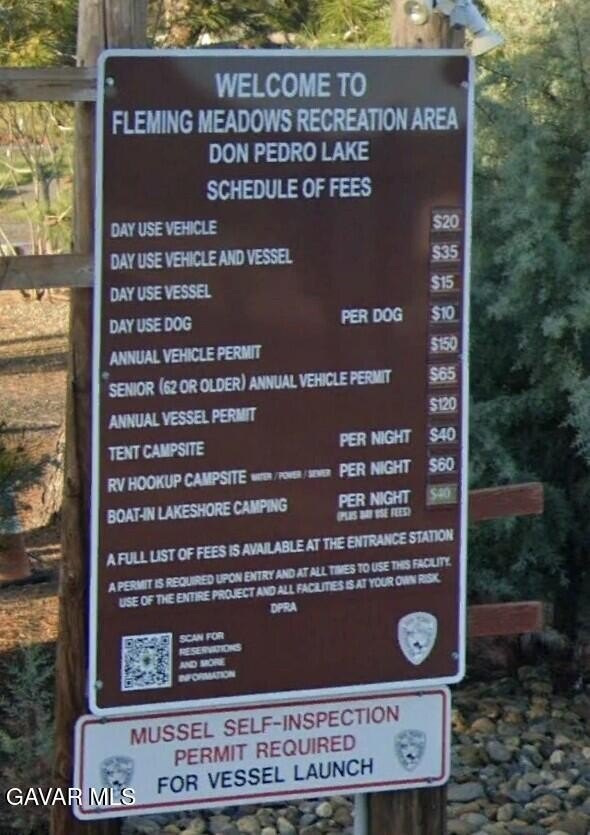 WELCOME TO
FLEMING MEADOWS RECREATION AREA
DON PEDRO LAKE
SCHEDULE OF FEES
DAY USE VEHICLE $20
DAY USE VEHICLE AND VESSEL $35
DAY USE VESSEL $15
DAY USE DOG PER DOG $10
ANNUAL VEHICLE PERMIT $150
SENIOR (62 OR OLDER) ANNUAL VEHICLE PERMIT $65
ANNUAL VESSEL PERMIT $120
TENT CAMPSITE PER NIGHT $40
RV HOOKUP CAMPSITE WATER / POWER / SEWER PER NIGHT $60
BOAT-IN LAKESHORE CAMPING PER NIGHT $40
(PLUS DAY USE FEES)
A FULL LIST OF FEES IS AVAILABLE AT THE ENTRANCE STATION
A PERMIT IS REQUIRED UPON ENTRY AND AT ALL TIMES TO USE THIS FACILITY.
USE OF THE ENTIRE PROJECT AND ALL FACILITIES IS AT YOUR OWN RISK.
DPRA
SCAN FOR
RESERVATIONS
AND MORE
INFORMATION
MUSSEL SELF-INSPECTION
PERMIT REQUIRED
FOR VESSEL LAUNCH
GAVAR MLS